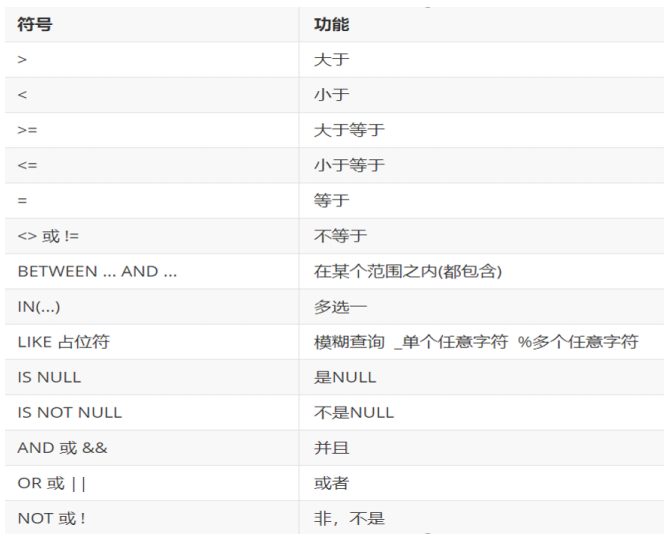 符号 功能
> 大于
< 小于
>= 大于等于
<= 小于等于
= 等于
<> 或 != 不等于
BETWEEN ... AND ... 在某个范围之内(都包含)
IN(...) 多选一
LIKE 占位符 模糊查询 _单个任意字符 %多个任意字符
IS NULL 是NULL
IS NOT NULL 不是NULL
AND 或 && 并且
OR 或 || 或者
NOT 或 ! 非，不是